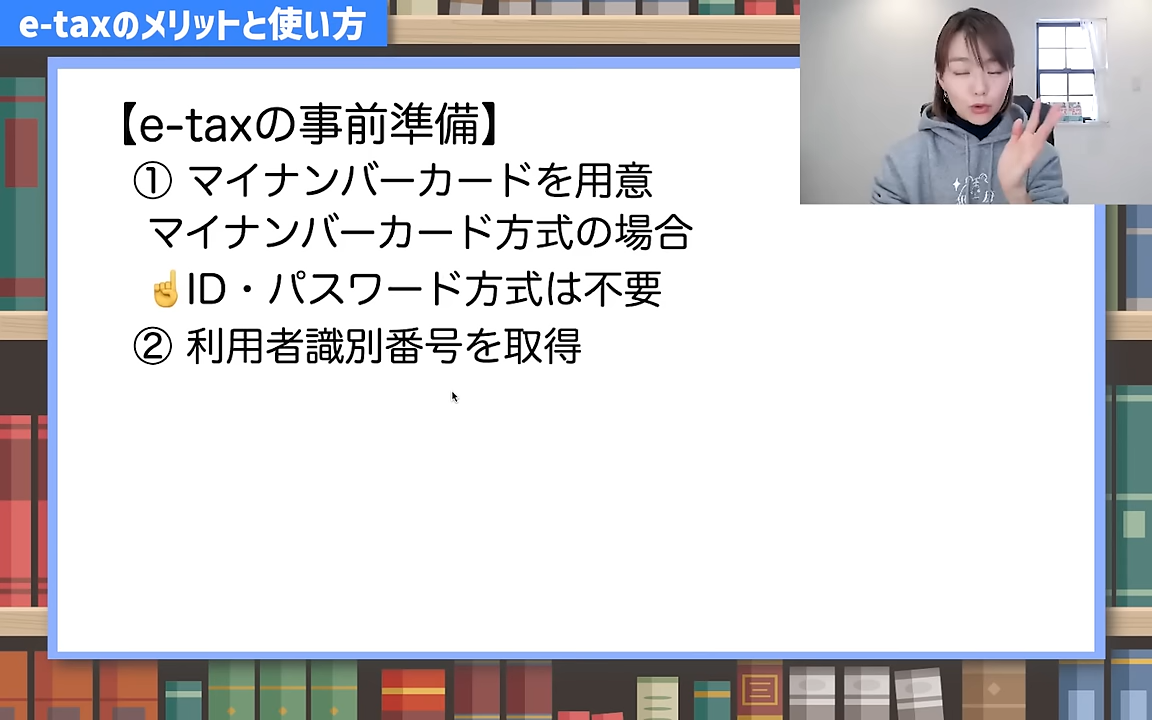 e-taxのメリットと使い方
【e-taxの事前準備】
① マイナンバーカードを用意
マイナンバーカード方式の場合
☝ID・パスワード方式は不要
② 利用者識別番号を取得